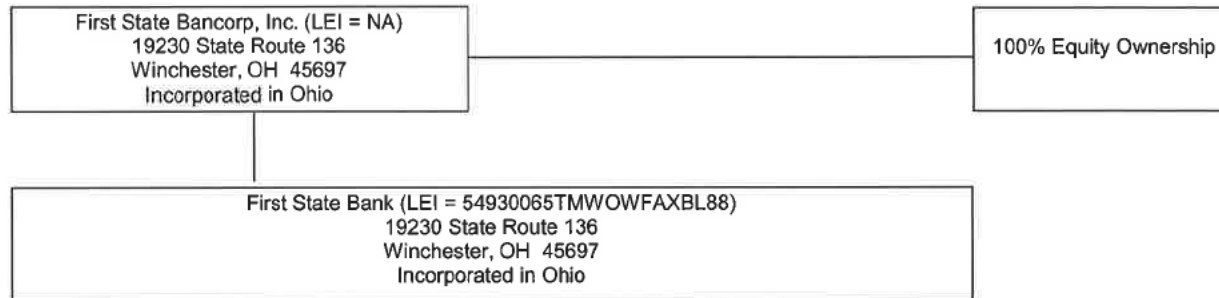 First State Bancorp, Inc. (LEI = NA)
19230 State Route 136
Winchester, OH 45697
Incorporated in Ohio
100% Equity Ownership
First State Bank (LEI = 54930065TMWOWFAXBL88)
19230 State Route 136
Winchester, OH 45697
Incorporated in Ohio